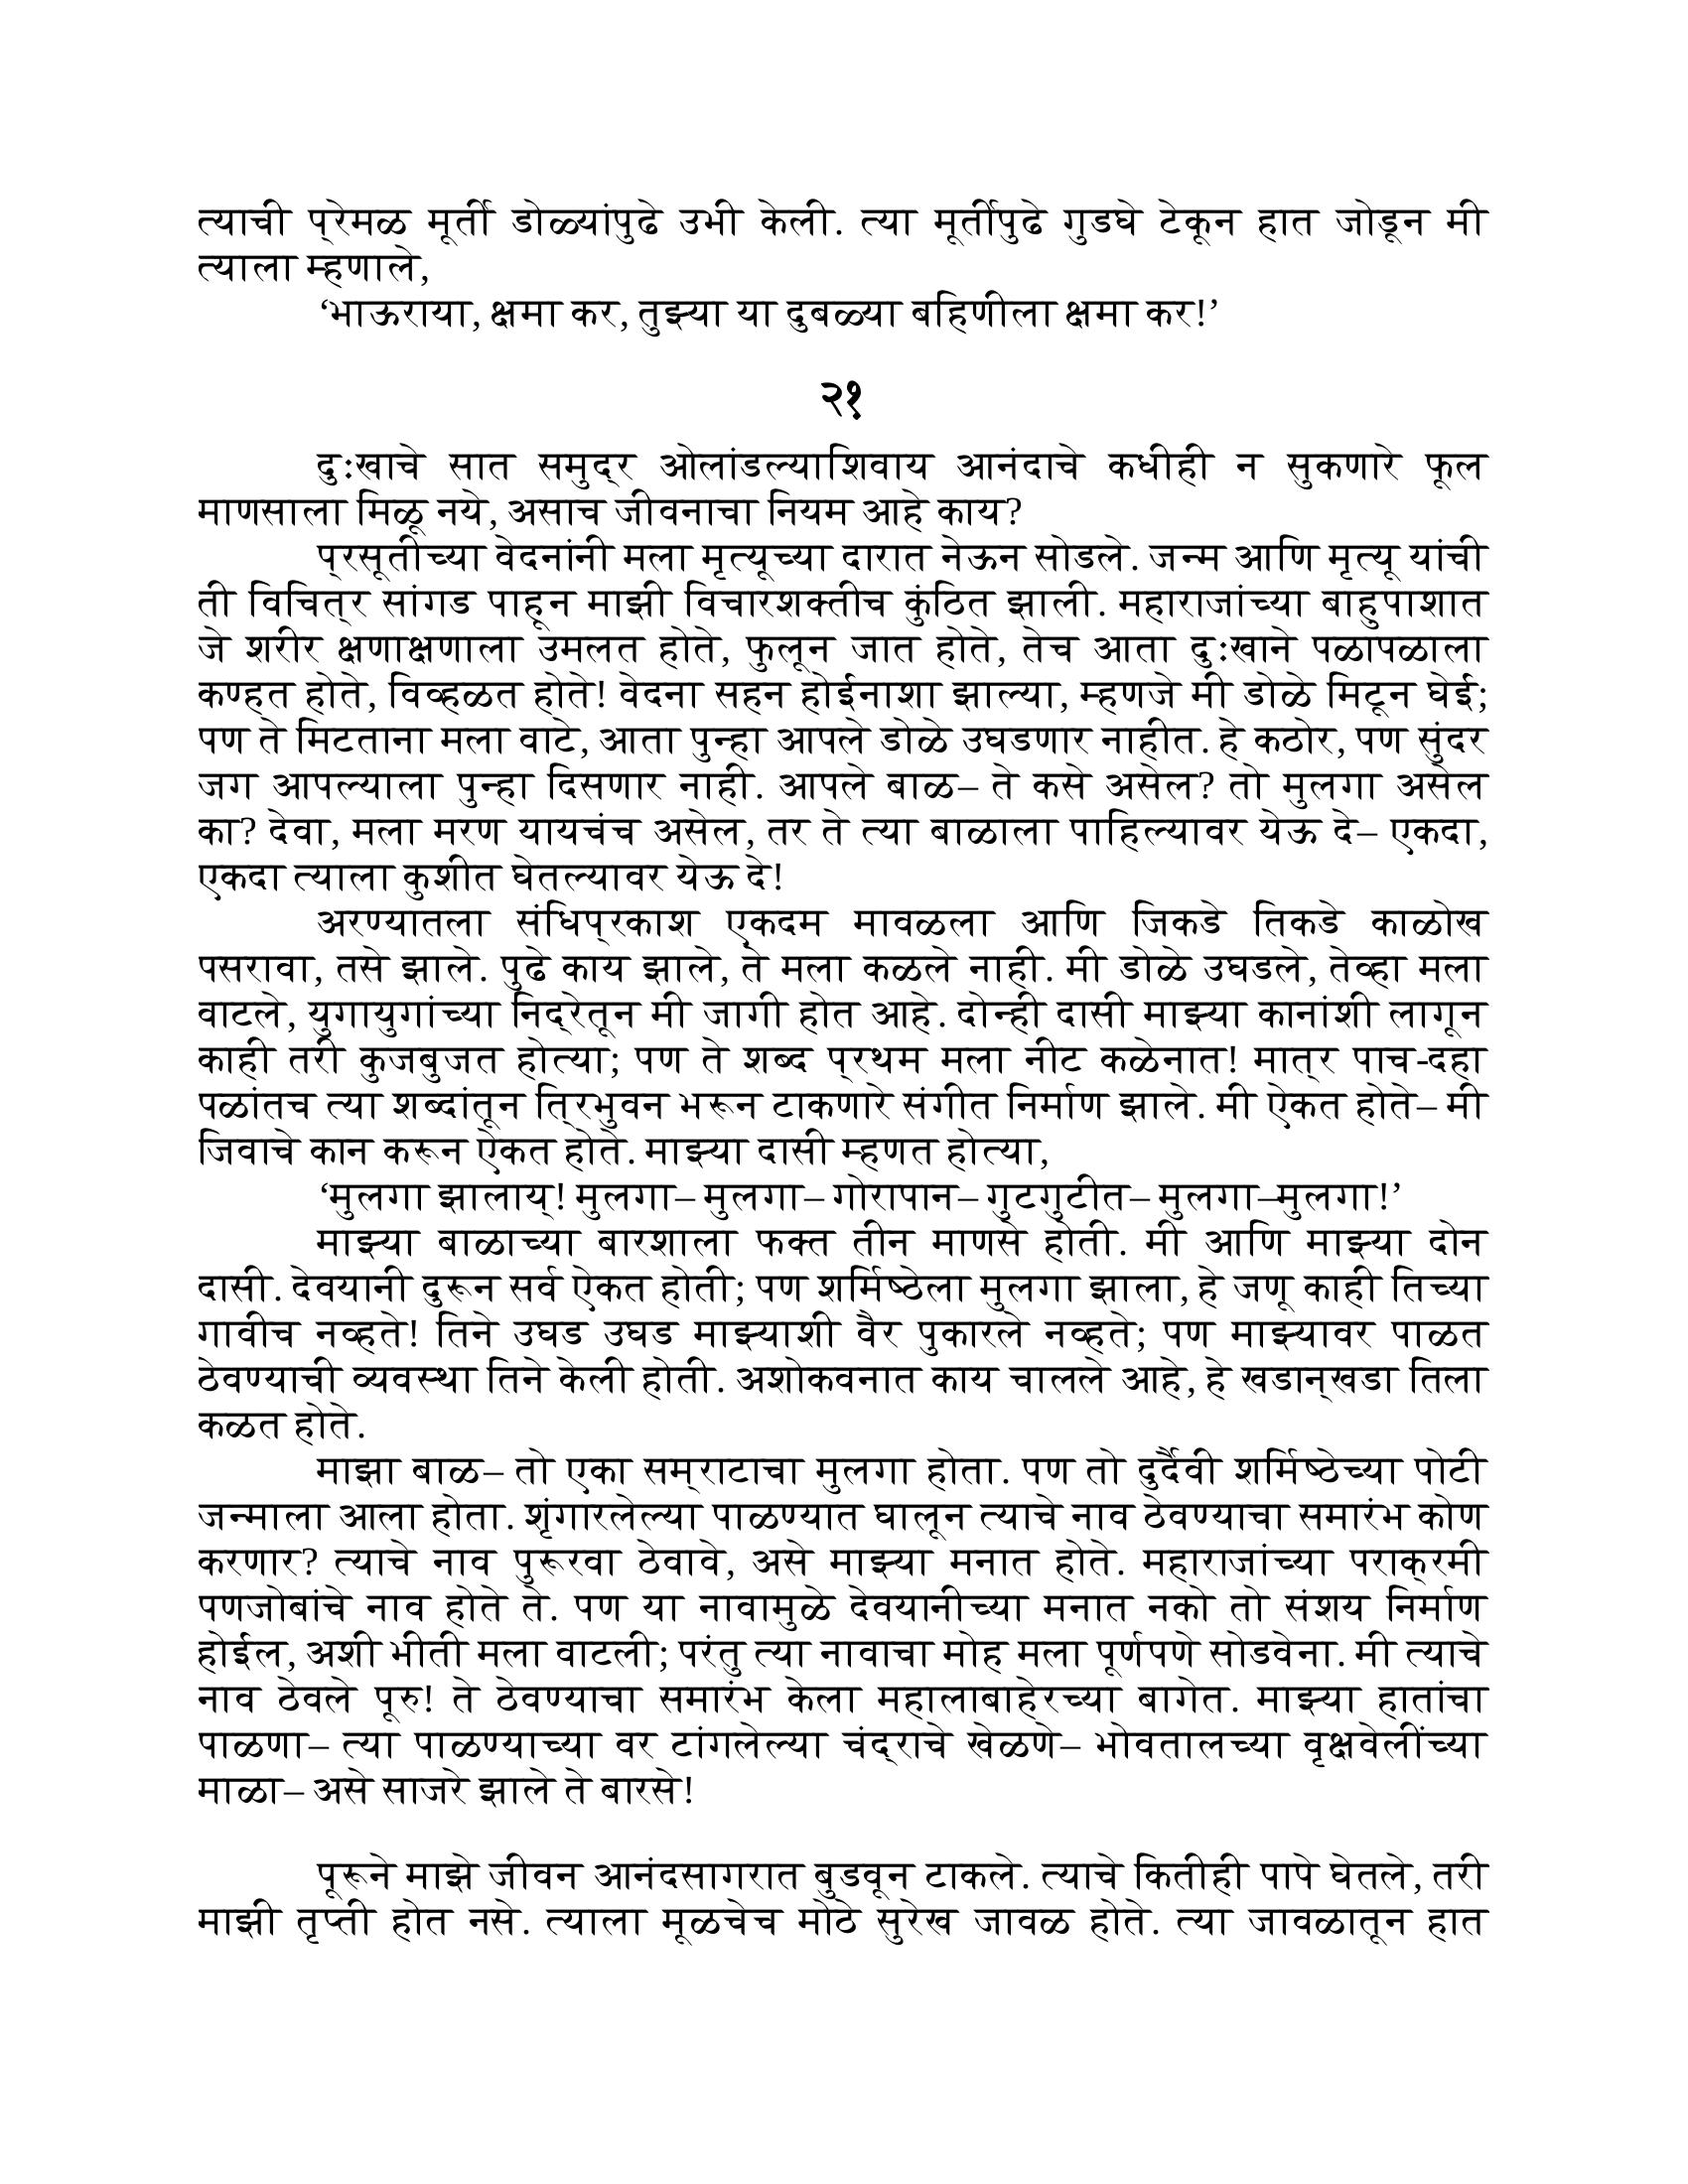 त्याची प्रेमळ मूर्ती डोळ्यांपुढे उभी केली. त्या मूर्तीपुढे गुडघे टेकून हात जोडून मी
त्याला म्हणाले,
‘भाऊराया, क्षमा कर, तुझ्या या दुबळ्या बहिणीला क्षमा कर!’
२१
दुःखाचे सात समुद्र ओलांडल्याशिवाय आनंदाचे कधीही न सुकणारे फूल
माणसाला मिळू नये, असाच जीवनाचा नियम आहे काय?
प्रसूतीच्या वेदनांनी मला मृत्यूच्या दारात नेऊन सोडले. जन्म आणि मृत्यू यांची
ती विचित्र सांगड पाहून माझी विचारशक्तीच कुंठित झाली. महाराजांच्या बाहुपाशात
जे शरीर क्षणाक्षणाला उमलत होते, फुलून जात होते, तेच आता दुःखाने पळापळाला
कण्हत होते, विव्हळत होते! वेदना सहन होईनाशा झाल्या, म्हणजे मी डोळे मिटून घेई;
पण ते मिटताना मला वाटे, आता पुन्हा आपले डोळे उघडणार नाहीत. हे कठोर, पण सुंदर
जग आपल्याला पुन्हा दिसणार नाही. आपले बाळ– ते कसे असेल? तो मुलगा असेल
का? देवा, मला मरण यायचंच असेल, तर ते त्या बाळाला पाहिल्यावर येऊ दे– एकदा,
एकदा त्याला कुशीत घेतल्यावर येऊ दे!
अरण्यातला संधिप्रकाश एकदम मावळला आणि जिकडे तिकडे काळोख
पसरावा, तसे झाले. पुढे काय झाले, ते मला कळले नाही. मी डोळे उघडले, तेव्हा मला
वाटले, युगायुगांच्या निद्रेतून मी जागी होत आहे. दोन्ही दासी माझ्या कानांशी लागून
काही तरी कुजबुजत होत्या; पण ते शब्द प्रथम मला नीट कळेनात! मात्र पाच-दहा
पळांतच त्या शब्दांतून त्रिभुवन भरून टाकणारे संगीत निर्माण झाले. मी ऐकत होते– मी
जिवाचे कान करून ऐकत होते. माझ्या दासी म्हणत होत्या,
‘मुलगा झालाय्! मुलगा– मुलगा– गोरापान– गुटगुटीत– मुलगा–मुलगा!’
माझ्या बाळाच्या बारशाला फक्त तीन माणसे होती. मी आणि माझ्या दोन
दासी. देवयानी दुरून सर्व ऐकत होती; पण शर्मिष्ठेला मुलगा झाला, हे जणू काही तिच्या
गावीच नव्हते! तिने उघड उघड माझ्याशी वैर पुकारले नव्हते; पण माझ्यावर पाळत
ठेवण्याची व्यवस्था तिने केली होती. अशोकवनात काय चालले आहे, हे खडान्‌खडा तिला
कळत होते.
माझा बाळ– तो एका सम्राटाचा मुलगा होता. पण तो दुर्दैवी शर्मिष्ठेच्या पोटी
जन्माला आला होता. शृंगारलेल्या पाळण्यात घालून त्याचे नाव ठेवण्याचा समारंभ कोण
करणार? त्याचे नाव पुरूरवा ठेवावे, असे माझ्या मनात होते. महाराजांच्या पराक्रमी
पणजोबांचे नाव होते ते. पण या नावामुळे देवयानीच्या मनात नको तो संशय निर्माण
होईल, अशी भीती मला वाटली; परंतु त्या नावाचा मोह मला पूर्णपणे सोडवेना. मी त्याचे
नाव ठेवले पूरु! ते ठेवण्याचा समारंभ केला महालाबाहेरच्या बागेत. माझ्या हातांचा
पाळणा– त्या पाळण्याच्या वर टांगलेल्या चंद्राचे खेळणे– भोवतालच्या वृक्षवेलींच्या
माळा– असे साजरे झाले ते बारसे!
पूरूने माझे जीवन आनंदसागरात बुडवून टाकले. त्याचे कितीही पापे घेतले, तरी
माझी तृप्ती होत नसे. त्याला मूळचेच मोठे सुरेख जावळ होते. त्या जावळातून हात